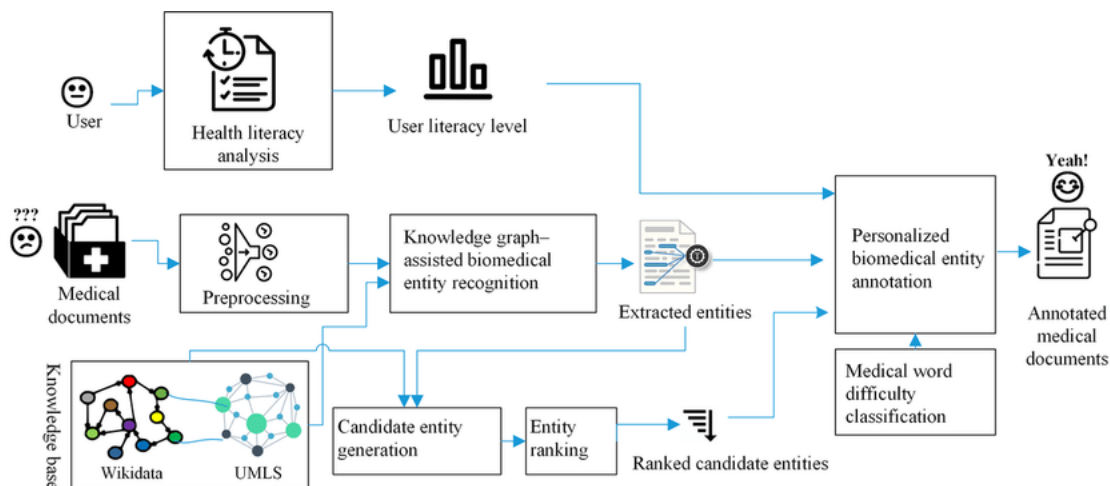 User
Health literacy
analysis
User literacy level
Yeah!
???
Medical
documents
Preprocessing
Knowledge graph–
assisted biomedical
entity recognition
Extracted entities
Personalized
biomedical entity
annotation
Annotated
medical
documents
Medical word
difficulty
classification
Knowledge base
Wikidata
UMLS
Candidate entity
generation
Entity
ranking
Ranked candidate entities